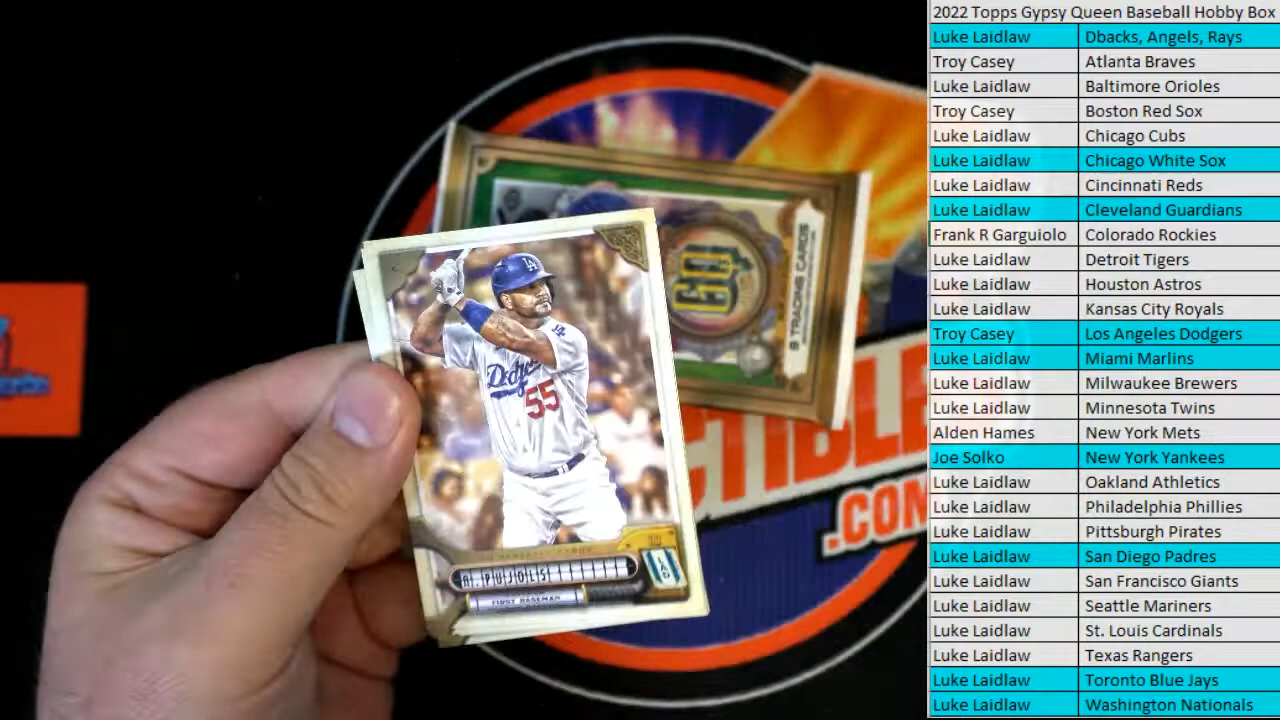 2022 Topps Gypsy Queen Baseball Hobby Box
Luke Laidlaw Dbacks, Angels, Rays
Troy Casey Atlanta Braves
Luke Laidlaw Baltimore Orioles
Troy Casey Boston Red Sox
Luke Laidlaw Chicago Cubs
Luke Laidlaw Chicago White Sox
Luke Laidlaw Cincinnati Reds
Luke Laidlaw Cleveland Guardians
Frank R Garguiolo Colorado Rockies
Luke Laidlaw Detroit Tigers
Luke Laidlaw Houston Astros
Luke Laidlaw Kansas City Royals
Troy Casey Los Angeles Dodgers
Luke Laidlaw Miami Marlins
Luke Laidlaw Milwaukee Brewers
Luke Laidlaw Minnesota Twins
Alden Hames New York Mets
Joe Solko New York Yankees
Luke Laidlaw Oakland Athletics
Luke Laidlaw Philadelphia Phillies
Luke Laidlaw Pittsburgh Pirates
Luke Laidlaw San Diego Padres
Luke Laidlaw San Francisco Giants
Luke Laidlaw Seattle Mariners
Luke Laidlaw St. Louis Cardinals
Luke Laidlaw Texas Rangers
Luke Laidlaw Toronto Blue Jays
Luke Laidlaw Washington Nationals
GQ
8 TRADING CARDS
LA
LA
Dodgers
55
LAD
A. PUJOLS
FIRST BASEMAN
CTIBLE
.COM